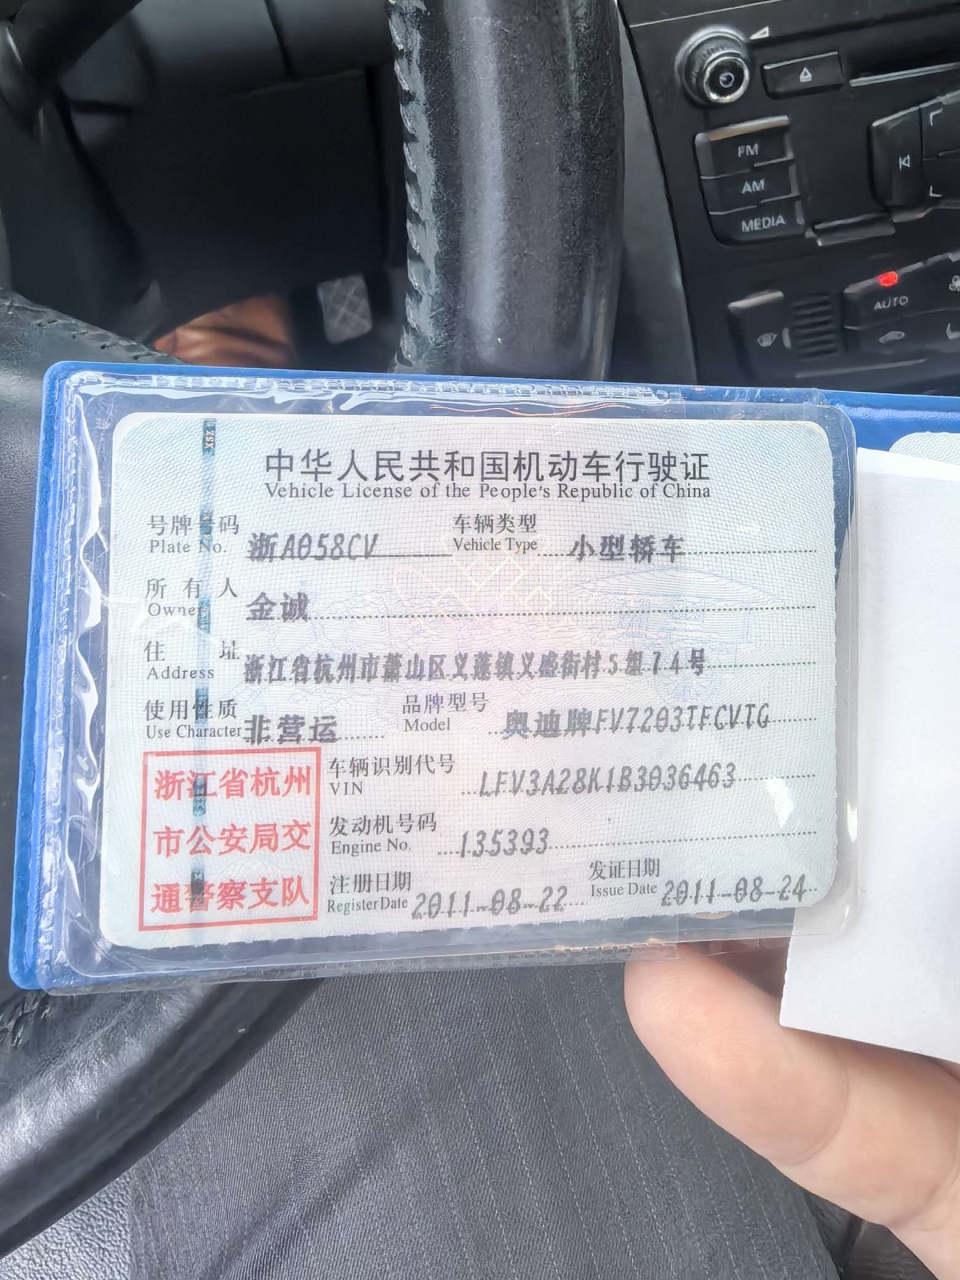 FM
AM
MEDIA
AUTO
中华人民共和国机动车行驶证
Vehicle License of the People's Republic of China
号牌号码 浙A058CV 车辆类型 小型轿车
Plate No. Vehicle Type
所有人 金诚
Owner
住址 浙江省杭州市萧山区义蓬镇义盛街村5组74号
Address
使用性质 非营运 品牌型号 奥迪牌FV7203TFCVTG
Use Character Model
浙江省杭州
市公安局交
通警察支队
车辆识别代号 LFV3A28K1B3036463
VIN
发动机号码 135393
Engine No.
注册日期 2011-08-22 发证日期 2011-08-24
Register Date Issue Date